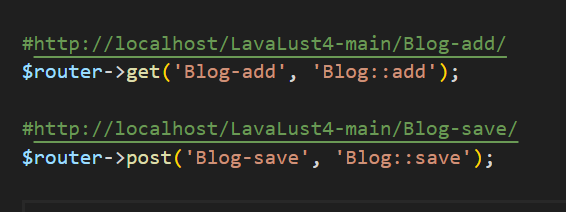 #http://localhost/LavaLust4-main/Blog-add/
$router->get('Blog-add', 'Blog::add');
#http://localhost/LavaLust4-main/Blog-save/
$router->post('Blog-save', 'Blog::save');